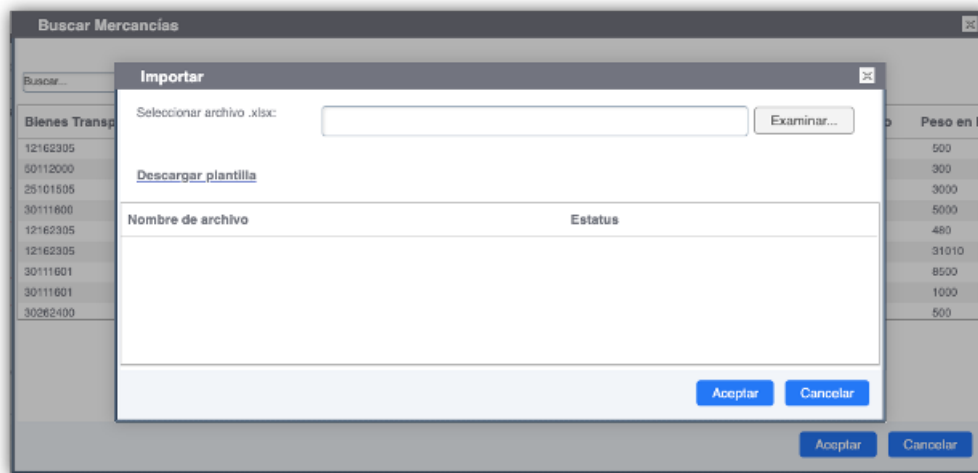 Buscar Mercancías
Buscar...
Importar
Seleccionar archivo .xlsx:
Examinar...
Descargar plantilla
Nombre de archivo Estatus
Bienes Transp o Peso en
12162305 500
50112000 300
25101505 3000
30111600 5000
12162305 480
12162305 31010
30111601 8500
30111601 1000
30262400 500
Aceptar Cancelar
Aceptar Cancelar